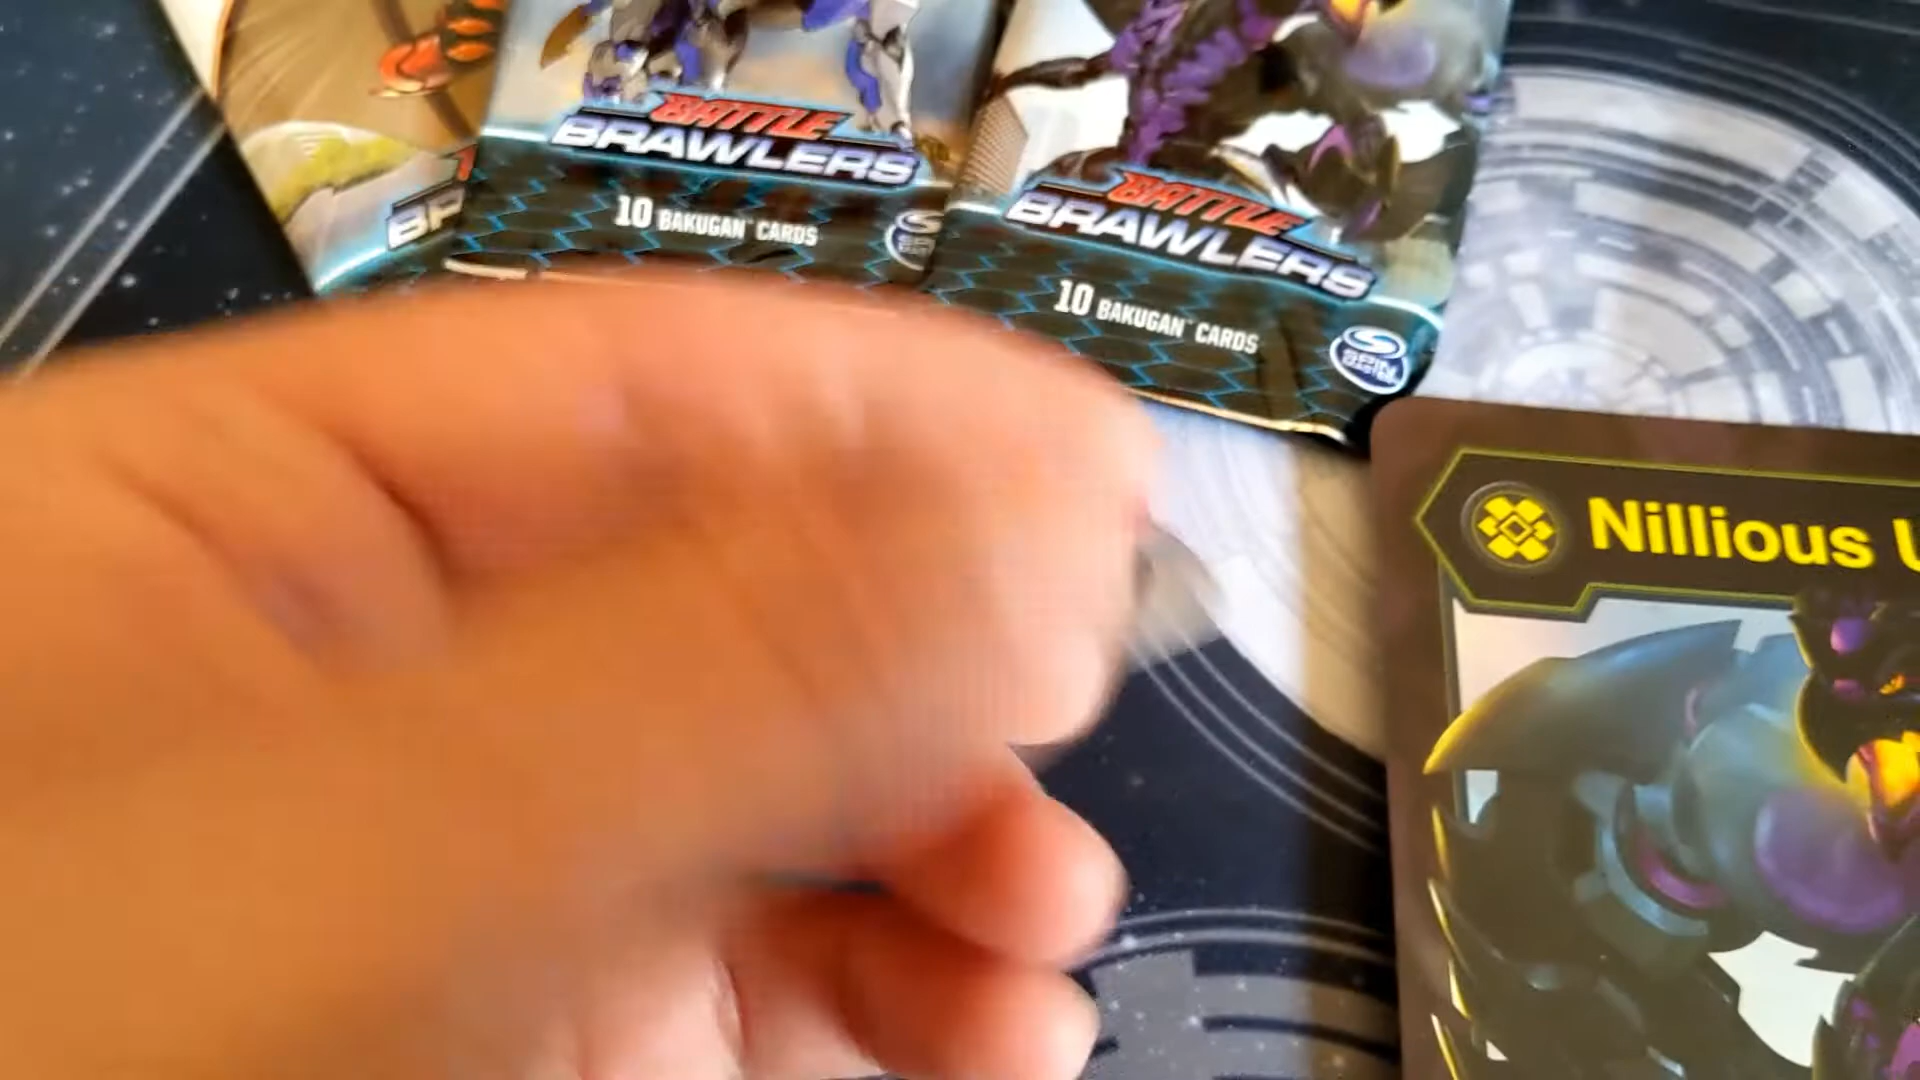 BATTLE
BRAWLERS
10 BAKUGAN™ CARDS
BATTLE
BRAWLERS
10 BAKUGAN™ CARDS
SPIN
MASTER
Nillious